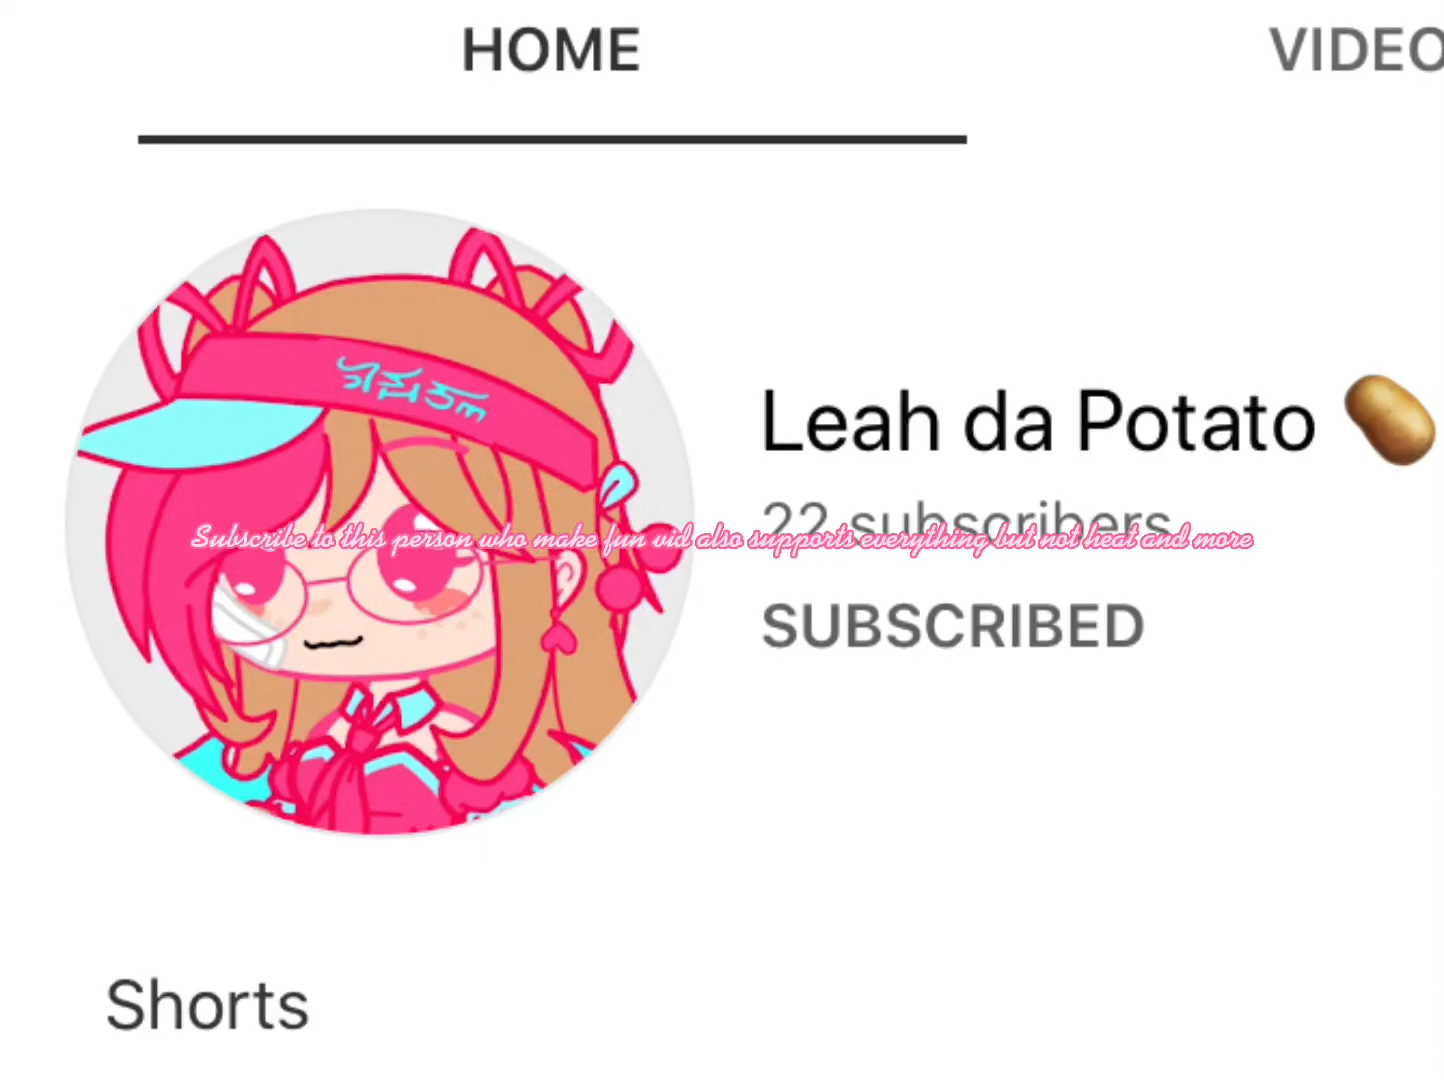 HOME
VIDEO
Leah da Potato
22 subscribers
Subscribe to this person who make fun vid also supports everything but not heat and more
SUBSCRIBED
Shorts